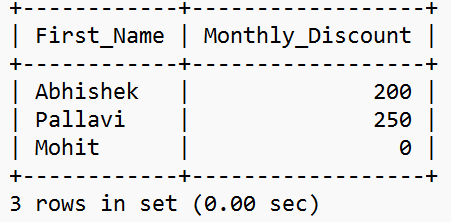 +------------+------------------+
| First_Name | Monthly_Discount |
+------------+------------------+
| Abhishek   |              200 |
| Pallavi    |              250 |
| Mohit      |                0 |
+------------+------------------+
3 rows in set (0.00 sec)